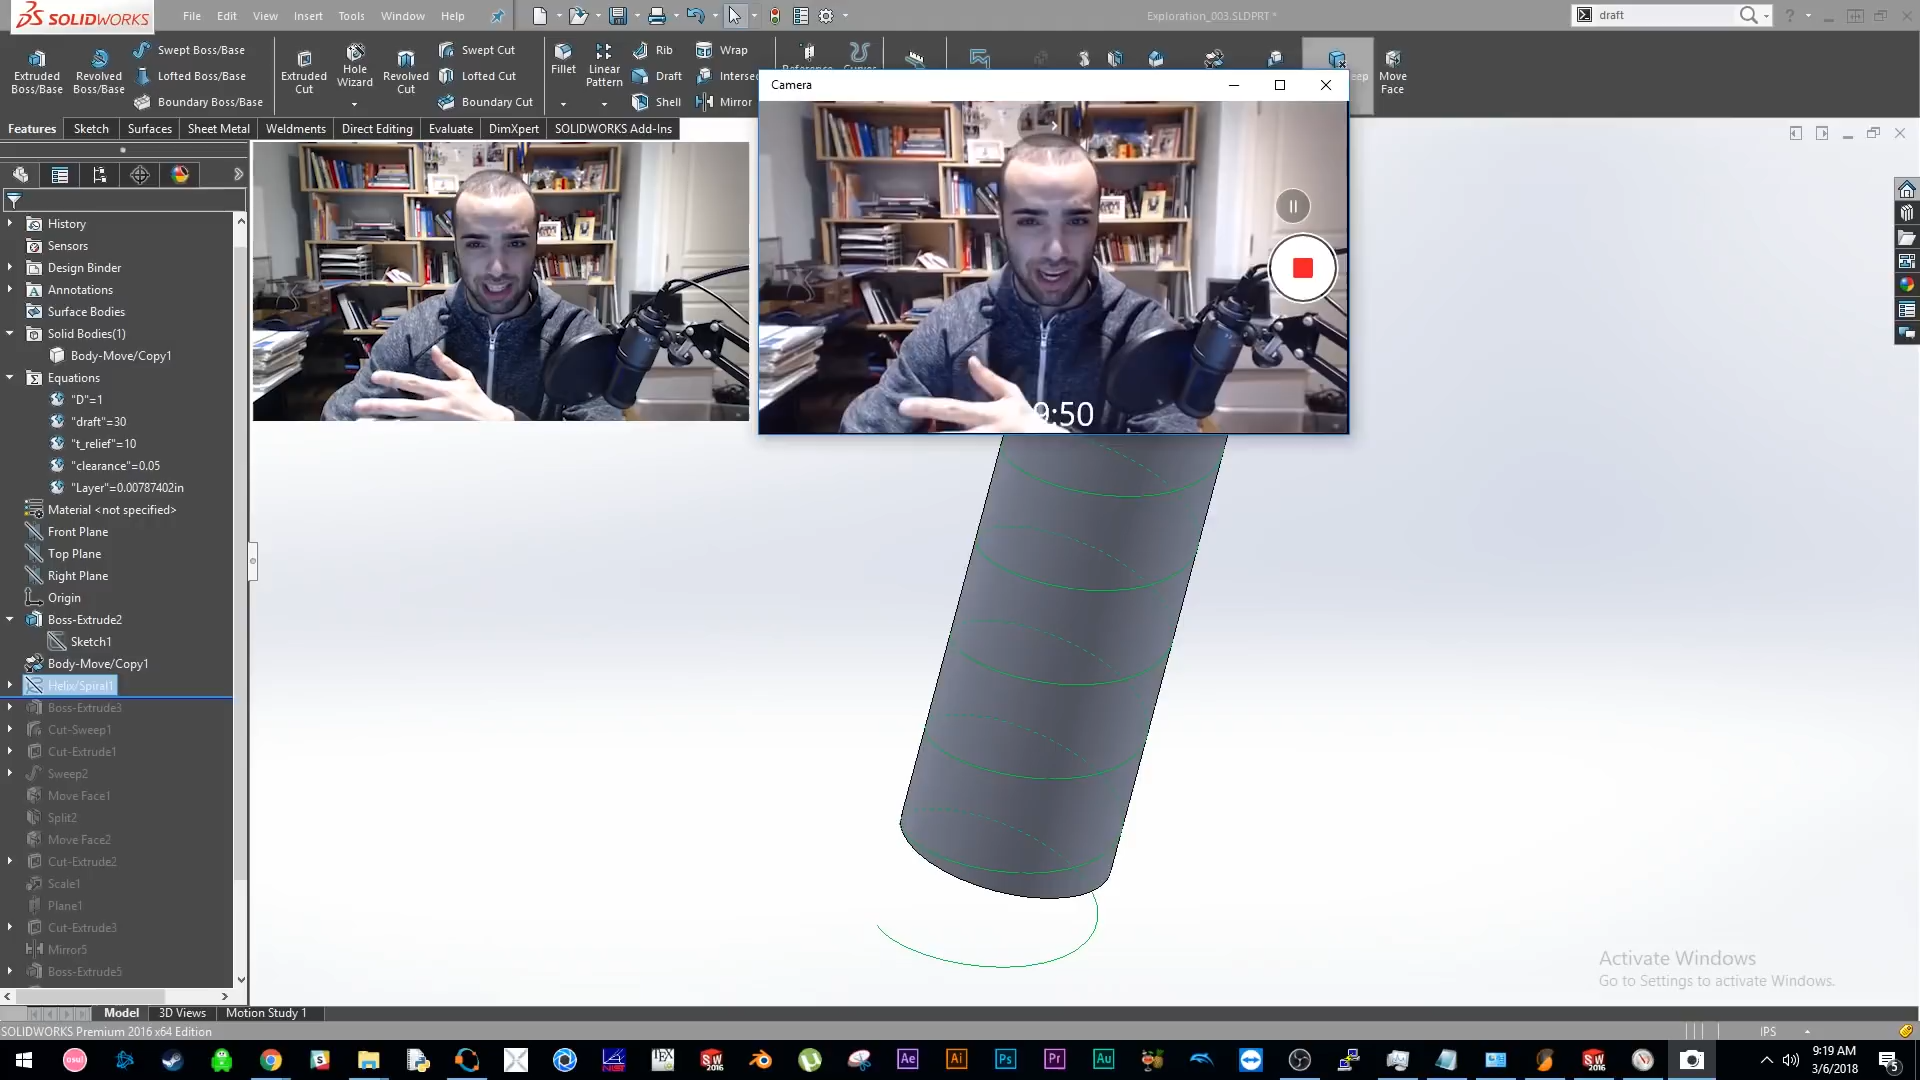 SOLIDWORKS
File Edit View Insert Tools Window Help
Exploration_003.SLDPRT *
draft
Extruded Boss/Base
Revolved Boss/Base
Swept Boss/Base
Lofted Boss/Base
Boundary Boss/Base
Extruded Cut
Hole Wizard
Revolved Cut
Swept Cut
Lofted Cut
Boundary Cut
Fillet
Linear Pattern
Rib
Draft
Shell
Wrap
Interse
Mirror
Move Face
Features Sketch Surfaces Sheet Metal Weldments Direct Editing Evaluate DimXpert SOLIDWORKS Add-Ins
Camera
9:50
History
Sensors
Design Binder
Annotations
Surface Bodies
Solid Bodies(1)
Body-Move/Copy1
Equations
"D"=1
"draft"=30
"t_relief"=10
"clearance"=0.05
"Layer"=0.00787402in
Material <not specified>
Front Plane
Top Plane
Right Plane
Origin
Boss-Extrude2
Sketch1
Body-Move/Copy1
Helix/Spiral1
Boss-Extrude3
Cut-Sweep1
Cut-Extrude1
Sweep2
Move Face1
Split2
Move Face2
Cut-Extrude2
Scale1
Plane1
Cut-Extrude3
Mirror5
Boss-Extrude5
Activate Windows
Go to Settings to activate Windows.
Model 3D Views Motion Study 1
SOLIDWORKS Premium 2016 x64 Edition
IPS
9:19 AM
3/6/2018